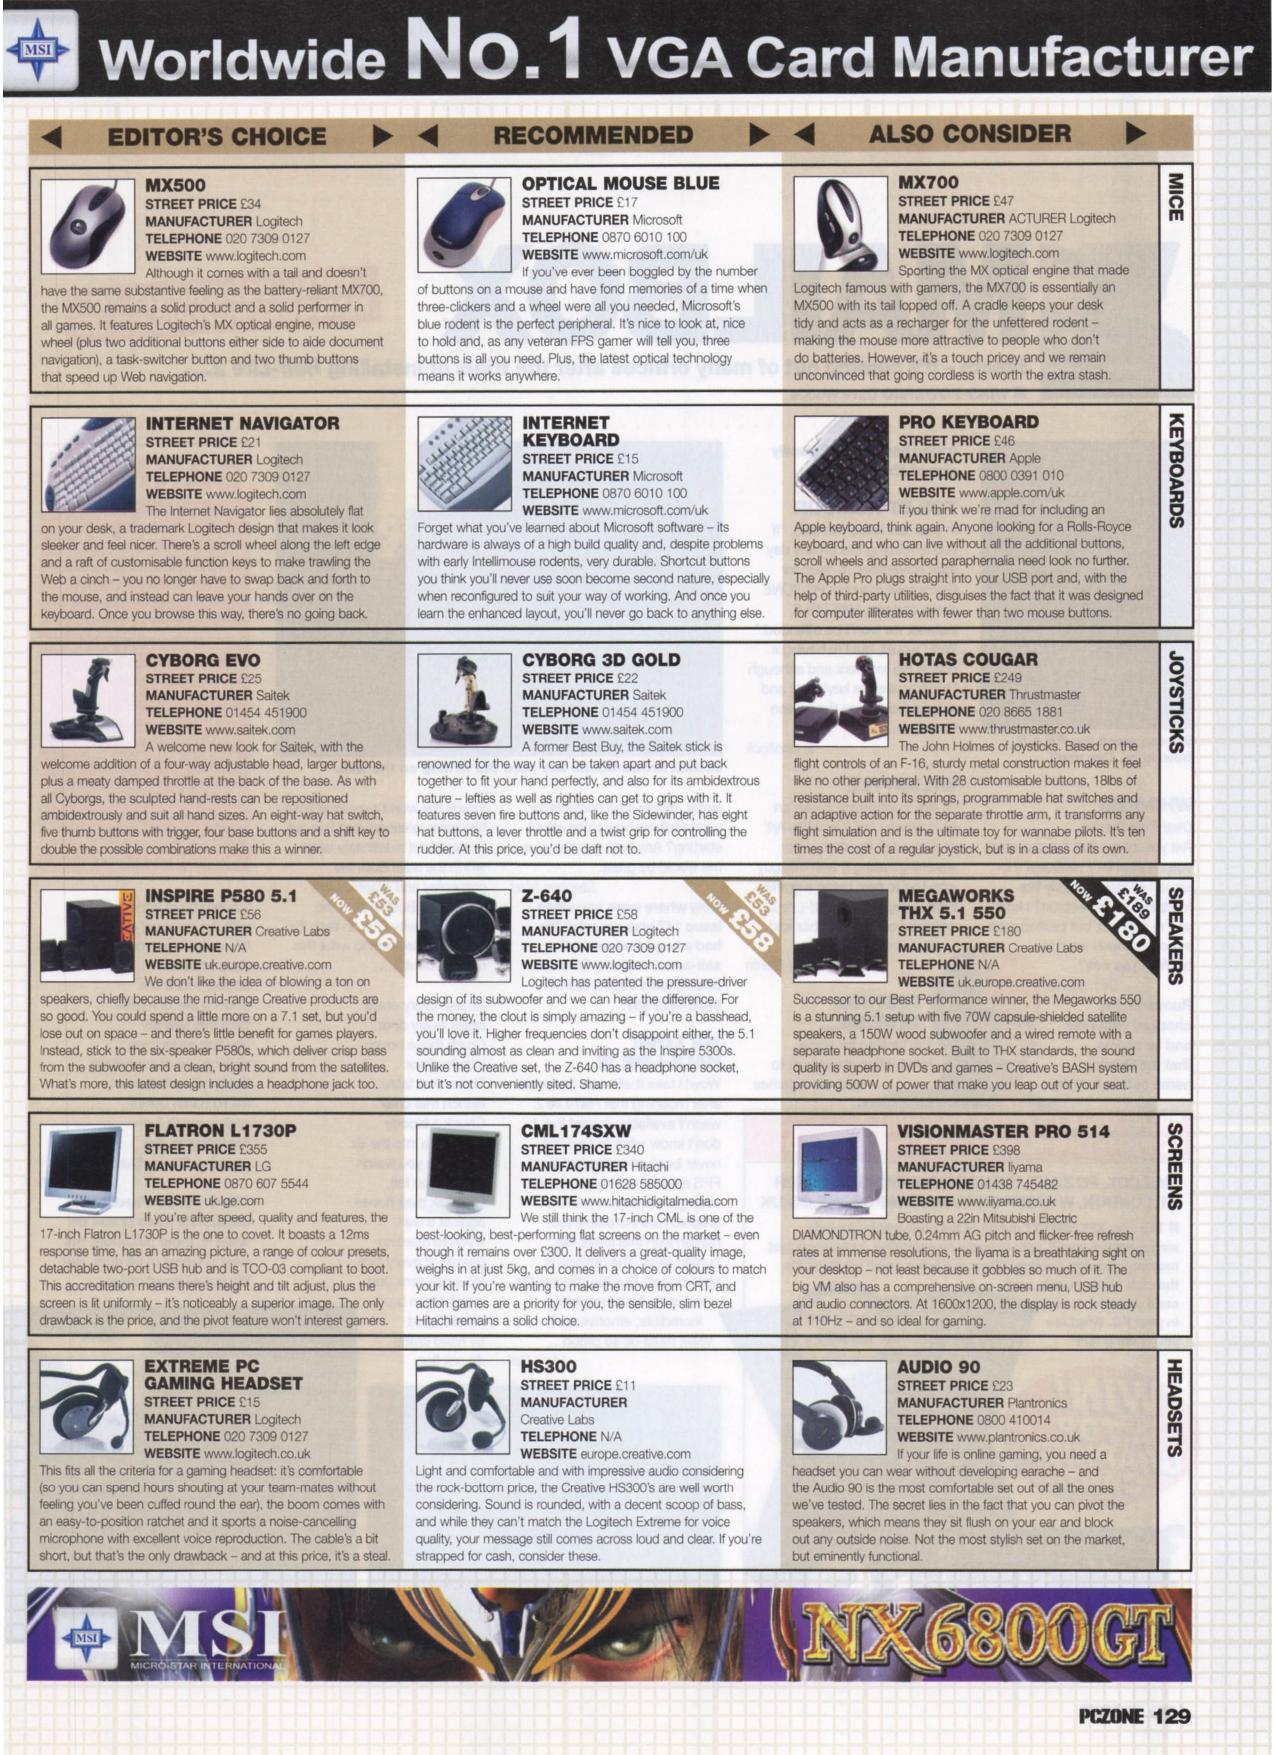 MSI
Worldwide No.1 VGA Card Manufacturer
EDITOR'S CHOICE
RECOMMENDED
ALSO CONSIDER
MICE
MX500
STREET PRICE £34
MANUFACTURER Logitech
TELEPHONE 020 7309 0127
WEBSITE www.logitech.com
Although it comes with a tail and doesn't
have the same substantive feeling as the battery-reliant MX700,
the MX500 remains a solid product and a solid performer in
all games. It features Logitech's MX optical engine, mouse
wheel (plus two additional buttons either side to aide document
navigation), a task-switcher button and two thumb buttons
that speed up Web navigation.
OPTICAL MOUSE BLUE
STREET PRICE £17
MANUFACTURER Microsoft
TELEPHONE 0870 6010 100
WEBSITE www.microsoft.com/uk
If you've ever been boggled by the number
of buttons on a mouse and have fond memories of a time when
three-clickers and a wheel were all you needed, Microsoft's
blue rodent is the perfect peripheral. It's nice to look at, nice
to hold and, as any veteran FPS gamer will tell you, three
buttons is all you need. Plus, the latest optical technology
means it works anywhere.
MX700
STREET PRICE £47
MANUFACTURER ACTURER Logitech
TELEPHONE 020 7309 0127
WEBSITE www.logitech.com
Sporting the MX optical engine that made
Logitech famous with gamers, the MX700 is essentially an
MX500 with its tail lopped off. A cradle keeps your desk
tidy and acts as a recharger for the unfettered rodent –
making the mouse more attractive to people who don't
do batteries. However, it's a touch pricey and we remain
unconvinced that going cordless is worth the extra stash.
KEYBOARDS
INTERNET NAVIGATOR
STREET PRICE £21
MANUFACTURER Logitech
TELEPHONE 020 7309 0127
WEBSITE www.logitech.com
The Internet Navigator lies absolutely flat
on your desk, a trademark Logitech design that makes it look
sleeker and feel nicer. There's a scroll wheel along the left edge
and a raft of customisable function keys to make trawling the
Web a cinch – you no longer have to swap back and forth to
the mouse, and instead can leave your hands over on the
keyboard. Once you browse this way, there's no going back.
INTERNET
KEYBOARD
STREET PRICE £15
MANUFACTURER Microsoft
TELEPHONE 0870 6010 100
WEBSITE www.microsoft.com/uk
Forget what you've learned about Microsoft software – its
hardware is always of a high build quality and, despite problems
with early Intellimouse rodents, very durable. Shortcut buttons
you think you'll never use soon become second nature, especially
when reconfigured to suit your way of working. And once you
learn the enhanced layout, you'll never go back to anything else.
PRO KEYBOARD
STREET PRICE £46
MANUFACTURER Apple
TELEPHONE 0800 0391 010
WEBSITE www.apple.com/uk
If you think we're mad for including an
Apple keyboard, think again. Anyone looking for a Rolls-Royce
keyboard, and who can live without all the additional buttons,
scroll wheels and assorted paraphernalia need look no further.
The Apple Pro plugs straight into your USB port and, with the
help of third-party utilities, disguises the fact that it was designed
for computer illiterates with fewer than two mouse buttons.
JOYSTICKS
CYBORG EVO
STREET PRICE £25
MANUFACTURER Saitek
TELEPHONE 01454 451900
WEBSITE www.saitek.com
A welcome new look for Saitek, with the
welcome addition of a four-way adjustable head, larger buttons,
plus a meaty damped throttle at the back of the base. As with
all Cyborgs, the sculpted hand-rests can be repositioned
ambidextrously and suit all hand sizes. An eight-way hat switch,
five thumb buttons with trigger, four base buttons and a shift key to
double the possible combinations make this a winner.
CYBORG 3D GOLD
STREET PRICE £22
MANUFACTURER Saitek
TELEPHONE 01454 451900
WEBSITE www.saitek.com
A former Best Buy, the Saitek stick is
renowned for the way it can be taken apart and put back
together to fit your hand perfectly, and also for its ambidextrous
nature – lefties as well as righties can get to grips with it. It
features seven fire buttons and, like the Sidewinder, has eight
hat buttons, a lever throttle and a twist grip for controlling the
rudder. At this price, you'd be daft not to.
HOTAS COUGAR
STREET PRICE £249
MANUFACTURER Thrustmaster
TELEPHONE 020 8665 1881
WEBSITE www.thrustmaster.co.uk
The John Holmes of joysticks. Based on the
flight controls of an F-16, sturdy metal construction makes it feel
like no other peripheral. With 28 customisable buttons, 18lbs of
resistance built into its springs, programmable hat switches and
an adaptive action for the separate throttle arm, it transforms any
flight simulation and is the ultimate toy for wannabe pilots. It's ten
times the cost of a regular joystick, but is in a class of its own.
SPEAKERS
INSPIRE P580 5.1
STREET PRICE £56
MANUFACTURER Creative Labs
TELEPHONE N/A
WEBSITE uk.europe.creative.com
WAS £53
NOW £56
We don't like the idea of blowing a ton on
speakers, chiefly because the mid-range Creative products are
so good. You could spend a little more on a 7.1 set, but you'd
lose out on space – and there's little benefit for games players.
Instead, stick to the six-speaker P580s, which deliver crisp bass
from the subwoofer and a clean, bright sound from the satellites.
What's more, this latest design includes a headphone jack too.
Z-640
STREET PRICE £58
MANUFACTURER Logitech
TELEPHONE 020 7309 0127
WEBSITE www.logitech.com
WAS £53
NOW £58
Logitech has patented the pressure-driver
design of its subwoofer and we can hear the difference. For
the money, the clout is simply amazing – if you're a basshead,
you'll love it. Higher frequencies don't disappoint either, the 5.1
sounding almost as clean and inviting as the Inspire 5300s.
Unlike the Creative set, the Z-640 has a headphone socket,
but it's not conveniently sited. Shame.
MEGAWORKS
THX 5.1 550
STREET PRICE £180
MANUFACTURER Creative Labs
TELEPHONE N/A
WEBSITE uk.europe.creative.com
WAS £189
NOW £180
Successor to our Best Performance winner, the Megaworks 550
is a stunning 5.1 setup with five 70W capsule-shielded satellite
speakers, a 150W wood subwoofer and a wired remote with a
separate headphone socket. Built to THX standards, the sound
quality is superb in DVDs and games – Creative's BASH system
providing 500W of power that make you leap out of your seat.
SCREENS
FLATRON L1730P
STREET PRICE £355
MANUFACTURER LG
TELEPHONE 0870 607 5544
WEBSITE uk.lge.com
If you're after speed, quality and features, the
17-inch Flatron L1730P is the one to covet. It boasts a 12ms
response time, has an amazing picture, a range of colour presets,
detachable two-port USB hub and is TCO-03 compliant to boot.
This accreditation means there's height and tilt adjust, plus the
screen is lit uniformly – it's noticeably a superior image. The only
drawback is the price, and the pivot feature won't interest gamers.
CML174SXW
STREET PRICE £340
MANUFACTURER Hitachi
TELEPHONE 01628 585000
WEBSITE www.hitachidigitalmedia.com
We still think the 17-inch CML is one of the
best-looking, best-performing flat screens on the market – even
though it remains over £300. It delivers a great-quality image,
weighs in at just 5kg, and comes in a choice of colours to match
your kit. If you're wanting to make the move from CRT, and
action games are a priority for you, the sensible, slim bezel
Hitachi remains a solid choice.
VISIONMASTER PRO 514
STREET PRICE £398
MANUFACTURER Iiyama
TELEPHONE 01438 745482
WEBSITE www.iiyama.co.uk
Boasting a 22in Mitsubishi Electric
DIAMONDTRON tube, 0.24mm AG pitch and flicker-free refresh
rates at immense resolutions, the Iiyama is a breathtaking sight on
your desktop – not least because it gobbles so much of it. The
big VM also has a comprehensive on-screen menu, USB hub
and audio connectors. At 1600x1200, the display is rock steady
at 110Hz – and so ideal for gaming.
HEADSETS
EXTREME PC
GAMING HEADSET
STREET PRICE £15
MANUFACTURER Logitech
TELEPHONE 020 7309 0127
WEBSITE www.logitech.co.uk
This fits all the criteria for a gaming headset: it's comfortable
(so you can spend hours shouting at your team-mates without
feeling you've been cuffed round the ear), the boom comes with
an easy-to-position ratchet and it sports a noise-cancelling
microphone with excellent voice reproduction. The cable's a bit
short, but that's the only drawback – and at this price, it's a steal.
HS300
STREET PRICE £11
MANUFACTURER
Creative Labs
TELEPHONE N/A
WEBSITE europe.creative.com
Light and comfortable and with impressive audio considering
the rock-bottom price, the Creative HS300's are well worth
considering. Sound is rounded, with a decent scoop of bass,
and while they can't match the Logitech Extreme for voice
quality, your message still comes across loud and clear. If you're
strapped for cash, consider these.
AUDIO 90
STREET PRICE £23
MANUFACTURER Plantronics
TELEPHONE 0800 410014
WEBSITE www.plantronics.co.uk
If your life is online gaming, you need a
headset you can wear without developing earache – and
the Audio 90 is the most comfortable set out of all the ones
we've tested. The secret lies in the fact that you can pivot the
speakers, which means they sit flush on your ear and block
out any outside noise. Not the most stylish set on the market,
but eminently functional.
MSI
MSI
MICRO-STAR INTERNATIONAL
NX6800GT
PCZONE 129